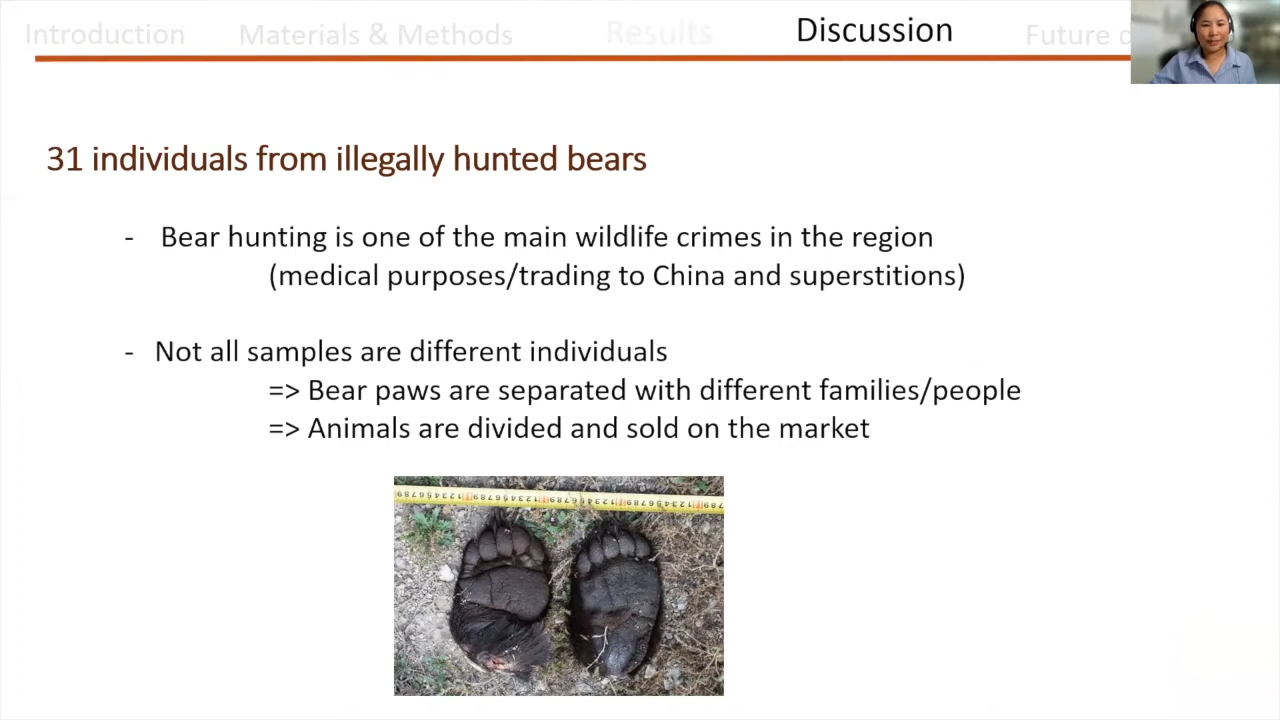 Introduction
Materials & Methods
Results
Discussion
Future
31 individuals from illegally hunted bears
- Bear hunting is one of the main wildlife crimes in the region
(medical purposes/trading to China and superstitions)
- Not all samples are different individuals
=> Bear paws are separated with different families/people
=> Animals are divided and sold on the market